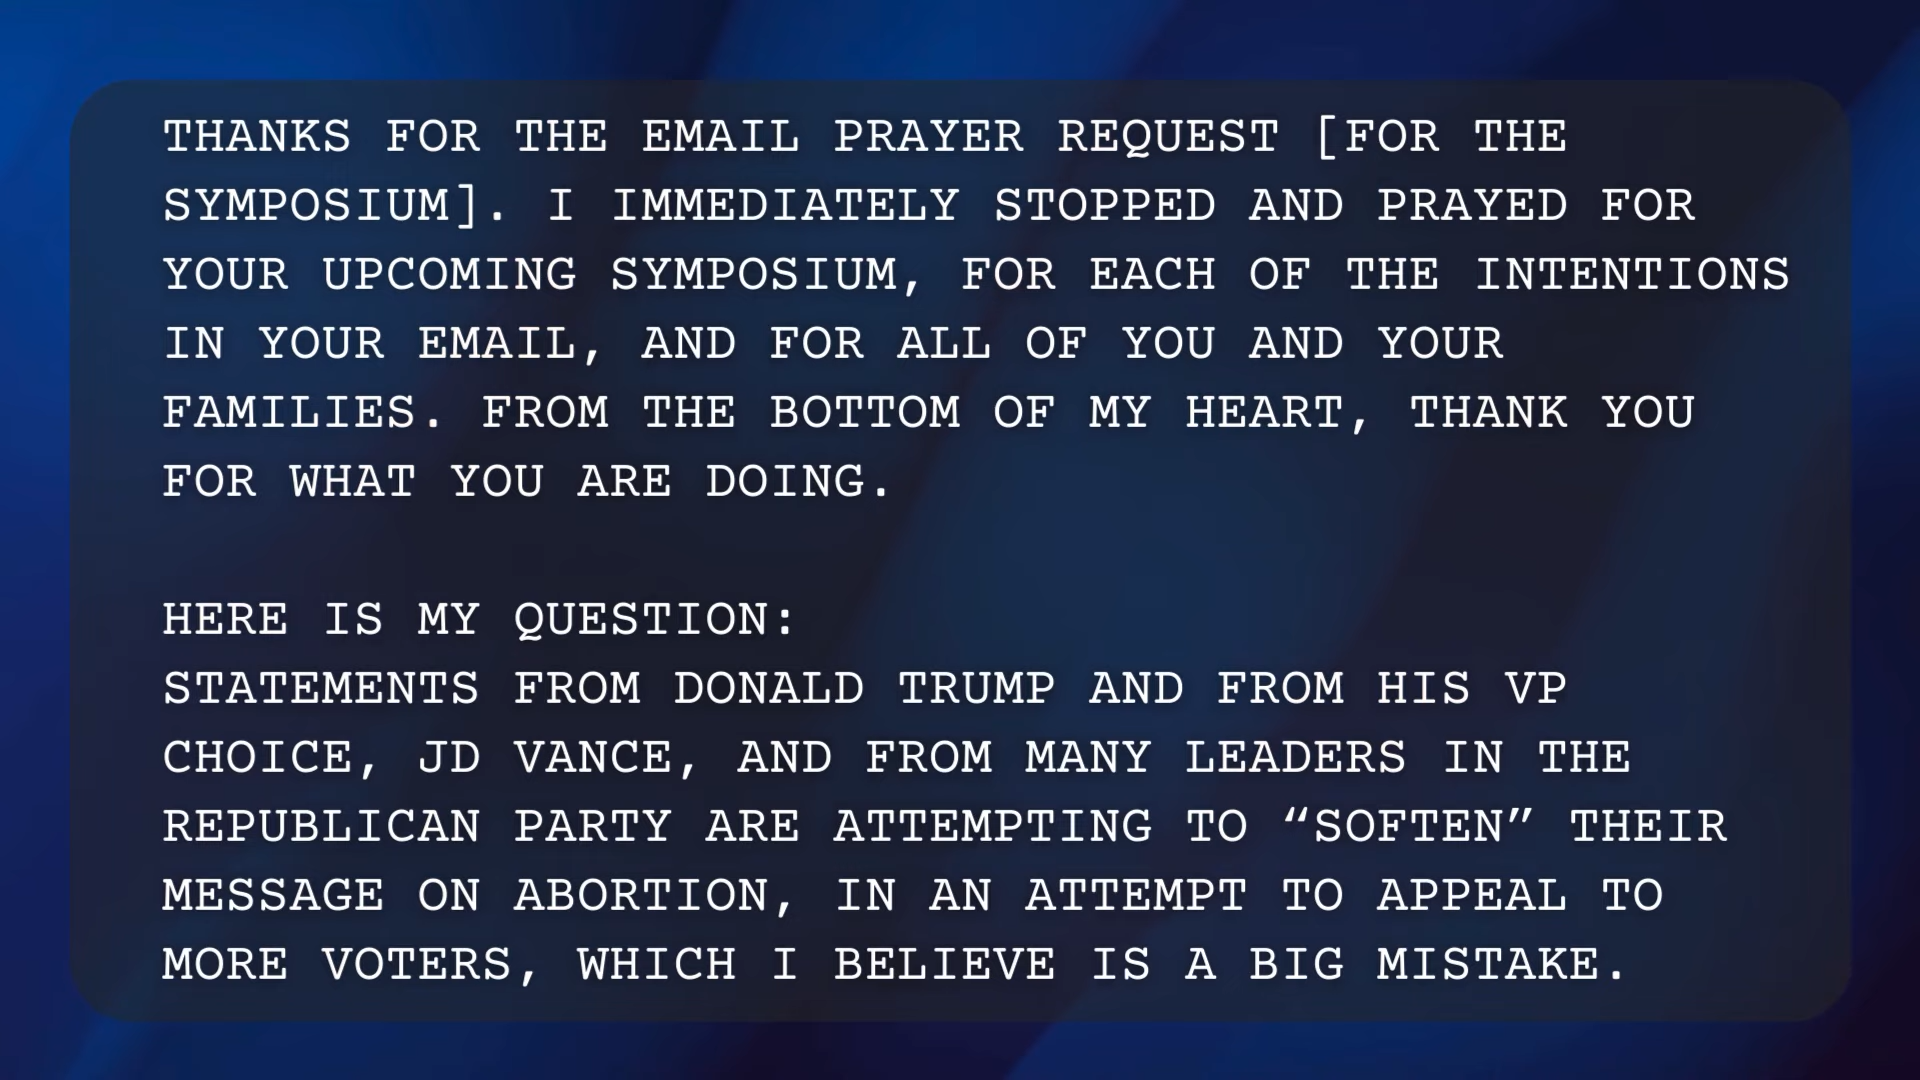 THANKS FOR THE EMAIL PRAYER REQUEST [FOR THE
SYMPOSIUM]. I IMMEDIATELY STOPPED AND PRAYED FOR
YOUR UPCOMING SYMPOSIUM, FOR EACH OF THE INTENTIONS
IN YOUR EMAIL, AND FOR ALL OF YOU AND YOUR
FAMILIES. FROM THE BOTTOM OF MY HEART, THANK YOU
FOR WHAT YOU ARE DOING.
HERE IS MY QUESTION:
STATEMENTS FROM DONALD TRUMP AND FROM HIS VP
CHOICE, JD VANCE, AND FROM MANY LEADERS IN THE
REPUBLICAN PARTY ARE ATTEMPTING TO “SOFTEN” THEIR
MESSAGE ON ABORTION, IN AN ATTEMPT TO APPEAL TO
MORE VOTERS, WHICH I BELIEVE IS A BIG MISTAKE.